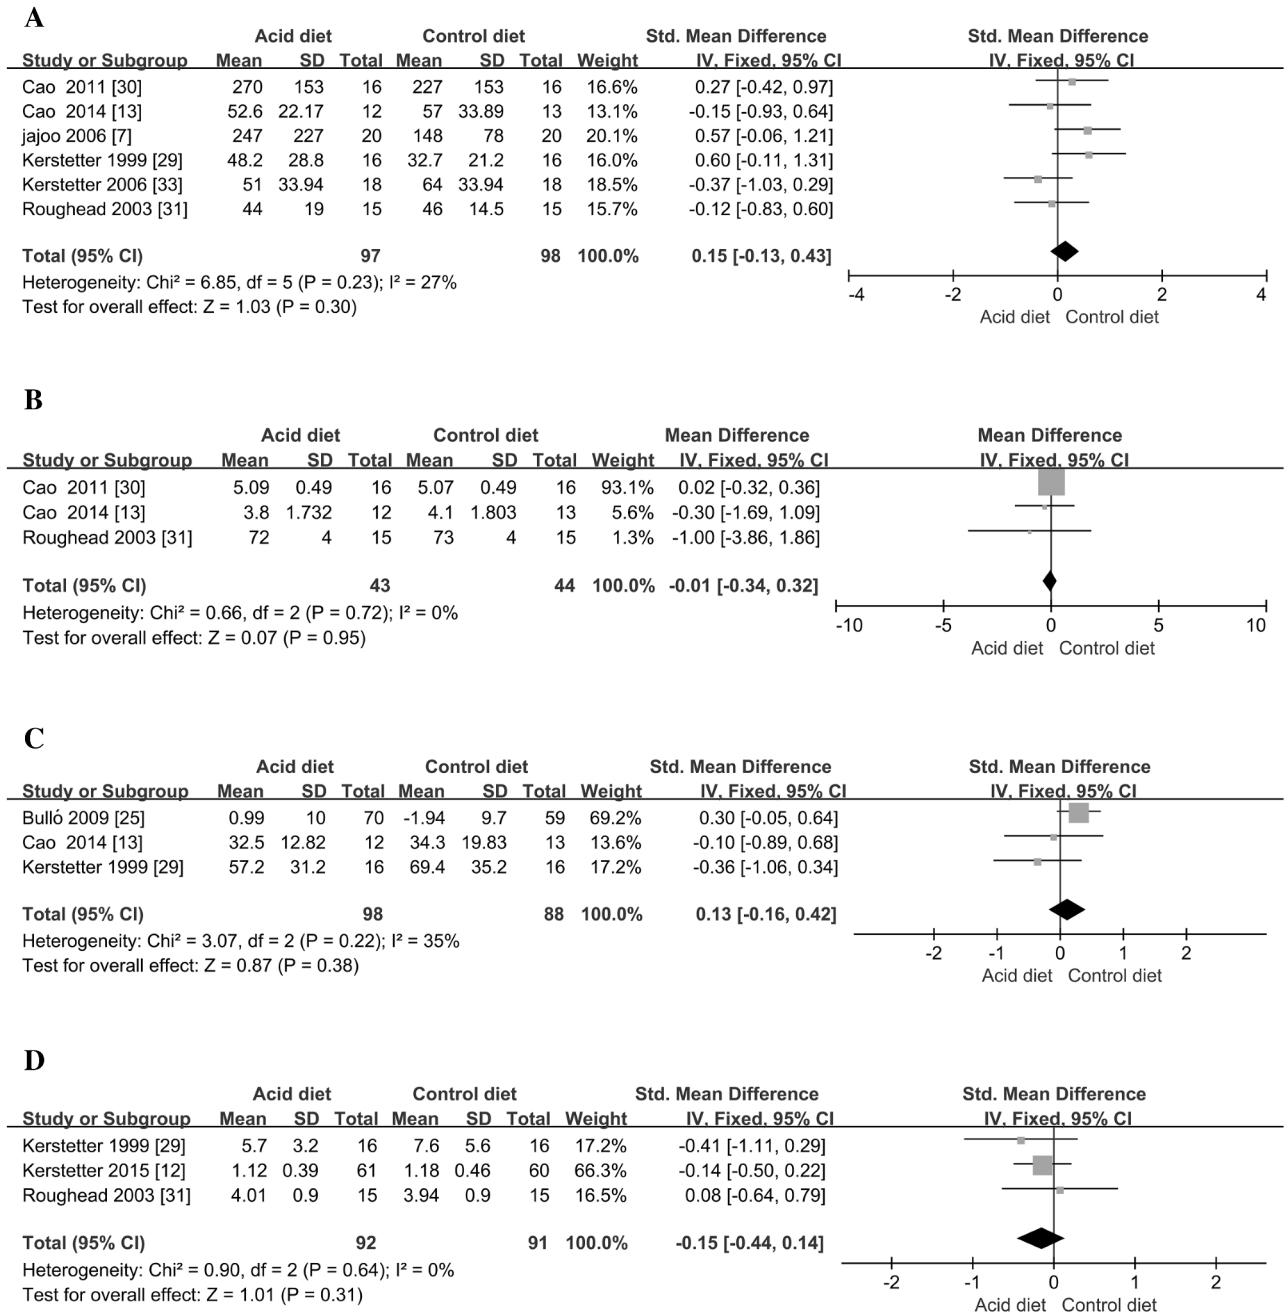 A
Acid diet Control diet Std. Mean Difference Std. Mean Difference
Study or Subgroup Mean SD Total Mean SD Total Weight IV, Fixed, 95% CI IV, Fixed, 95% CI
Cao 2011 [30] 270 153 16 227 153 16 16.6% 0.27 [-0.42, 0.97]
Cao 2014 [13] 52.6 22.17 12 57 33.89 13 13.1% -0.15 [-0.93, 0.64]
jajoo 2006 [7] 247 227 20 148 78 20 20.1% 0.57 [-0.06, 1.21]
Kerstetter 1999 [29] 48.2 28.8 16 32.7 21.2 16 16.0% 0.60 [-0.11, 1.31]
Kerstetter 2006 [33] 51 33.94 18 64 33.94 18 18.5% -0.37 [-1.03, 0.29]
Roughead 2003 [31] 44 19 15 46 14.5 15 15.7% -0.12 [-0.83, 0.60]
Total (95% CI) 97 98 100.0% 0.15 [-0.13, 0.43]
Heterogeneity: Chi² = 6.85, df = 5 (P = 0.23); I² = 27%
Test for overall effect: Z = 1.03 (P = 0.30)
-4 -2 0 2 4
Acid diet Control diet
B
Acid diet Control diet Mean Difference Mean Difference
Study or Subgroup Mean SD Total Mean SD Total Weight IV, Fixed, 95% CI IV, Fixed, 95% CI
Cao 2011 [30] 5.09 0.49 16 5.07 0.49 16 93.1% 0.02 [-0.32, 0.36]
Cao 2014 [13] 3.8 1.732 12 4.1 1.803 13 5.6% -0.30 [-1.69, 1.09]
Roughead 2003 [31] 72 4 15 73 4 15 1.3% -1.00 [-3.86, 1.86]
Total (95% CI) 43 44 100.0% -0.01 [-0.34, 0.32]
Heterogeneity: Chi² = 0.66, df = 2 (P = 0.72); I² = 0%
Test for overall effect: Z = 0.07 (P = 0.95)
-10 -5 0 5 10
Acid diet Control diet
C
Acid diet Control diet Std. Mean Difference Std. Mean Difference
Study or Subgroup Mean SD Total Mean SD Total Weight IV, Fixed, 95% CI IV, Fixed, 95% CI
Bulló 2009 [25] 0.99 10 70 -1.94 9.7 59 69.2% 0.30 [-0.05, 0.64]
Cao 2014 [13] 32.5 12.82 12 34.3 19.83 13 13.6% -0.10 [-0.89, 0.68]
Kerstetter 1999 [29] 57.2 31.2 16 69.4 35.2 16 17.2% -0.36 [-1.06, 0.34]
Total (95% CI) 98 88 100.0% 0.13 [-0.16, 0.42]
Heterogeneity: Chi² = 3.07, df = 2 (P = 0.22); I² = 35%
Test for overall effect: Z = 0.87 (P = 0.38)
-2 -1 0 1 2
Acid diet Control diet
D
Acid diet Control diet Std. Mean Difference Std. Mean Difference
Study or Subgroup Mean SD Total Mean SD Total Weight IV, Fixed, 95% CI IV, Fixed, 95% CI
Kerstetter 1999 [29] 5.7 3.2 16 7.6 5.6 16 17.2% -0.41 [-1.11, 0.29]
Kerstetter 2015 [12] 1.12 0.39 61 1.18 0.46 60 66.3% -0.14 [-0.50, 0.22]
Roughead 2003 [31] 4.01 0.9 15 3.94 0.9 15 16.5% 0.08 [-0.64, 0.79]
Total (95% CI) 92 91 100.0% -0.15 [-0.44, 0.14]
Heterogeneity: Chi² = 0.90, df = 2 (P = 0.64); I² = 0%
Test for overall effect: Z = 1.01 (P = 0.31)
-2 -1 0 1 2
Acid diet Control diet